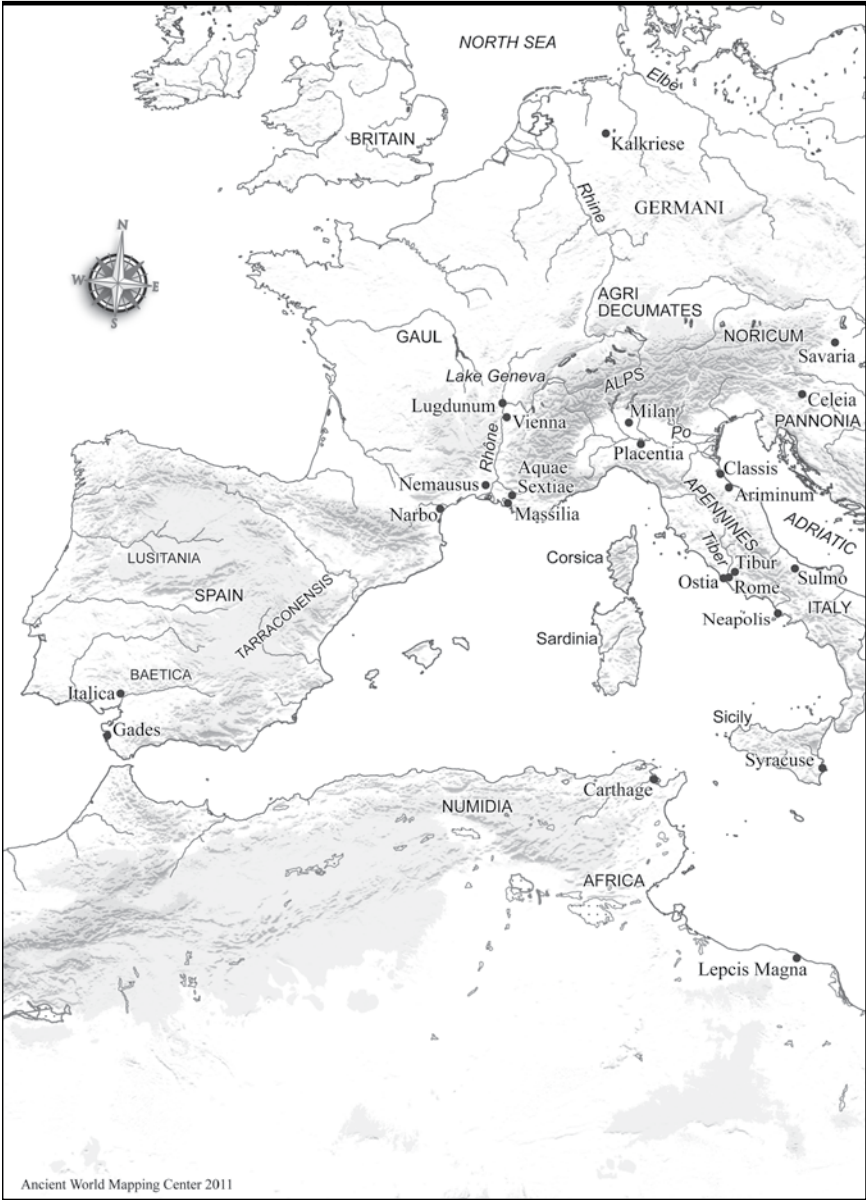 NORTH SEA
Elbe
BRITAIN
Kalkriese
Rhine
GERMANI
N
W
E
S
AGRI
DECUMATES
GAUL
NORICUM
Savaria
Lake Geneva
ALPS
Lugdunum
Vienna
Milan
Celeia
PANNONIA
Po
Placentia
Rhône
Nemausus
Aquae
Sextiae
Classis
Ariminum
Narbo
Massilia
APENNINES
ADRIATIC
LUSITANIA
Corsica
Tiber
Tibur
Ostia
Rome
Sulmo
SPAIN
TARRACONENSIS
ITALY
Neapolis
Sardinia
BAETICA
Italica
Gades
Sicily
Syracuse
Carthage
NUMIDIA
AFRICA
Lepcis Magna
Ancient World Mapping Center 2011